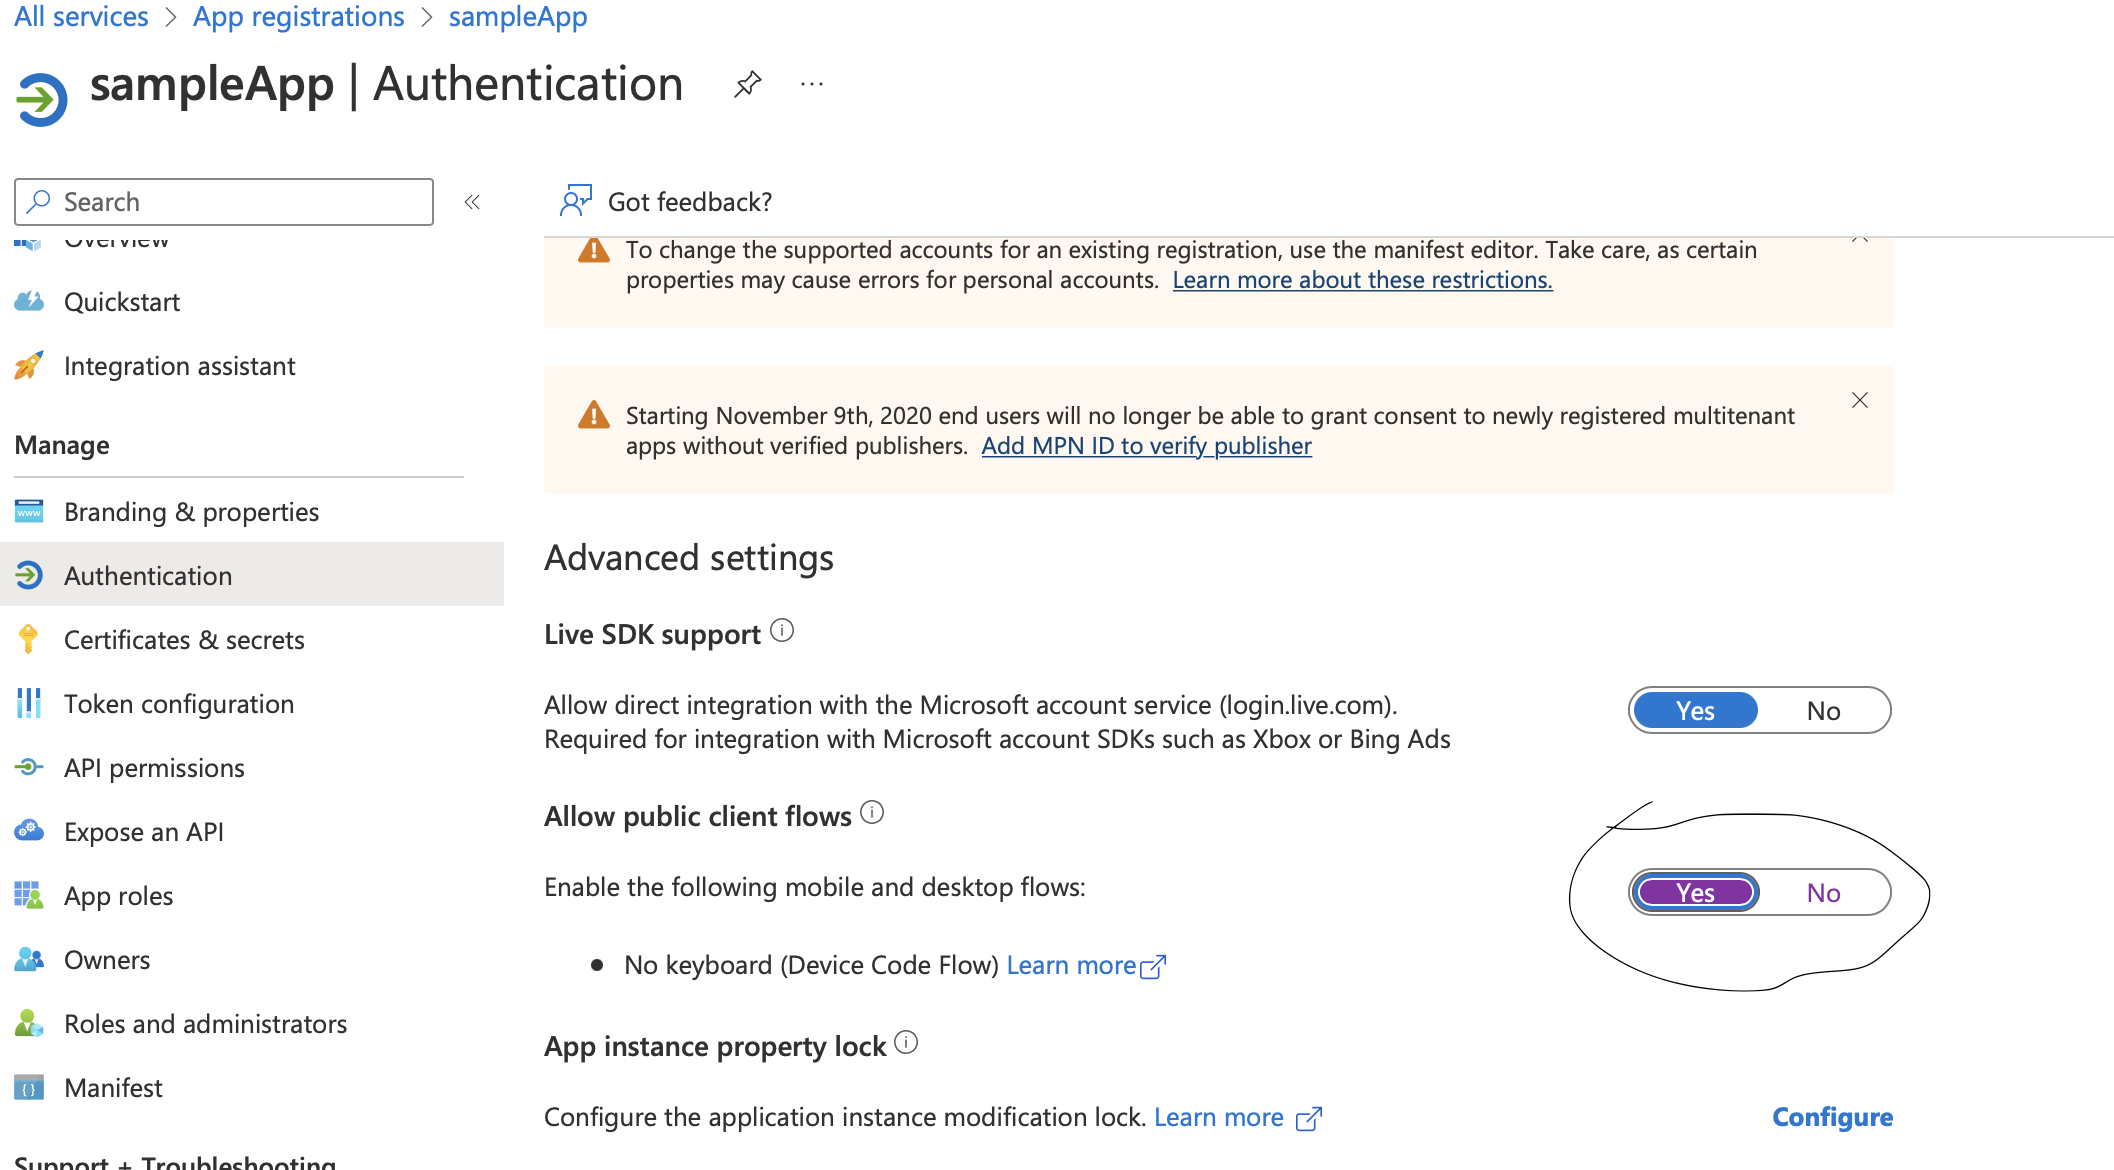 All services > App registrations > sampleApp
sampleApp | Authentication
Search
«
Got feedback?
Overview
Quickstart
Integration assistant
Manage
Branding & properties
Authentication
Certificates & secrets
Token configuration
API permissions
Expose an API
App roles
Owners
Roles and administrators
Manifest
Support + Troubleshooting
To change the supported accounts for an existing registration, use the manifest editor. Take care, as certain
properties may cause errors for personal accounts. Learn more about these restrictions.
Starting November 9th, 2020 end users will no longer be able to grant consent to newly registered multitenant
apps without verified publishers. Add MPN ID to verify publisher
Advanced settings
Live SDK support
Allow direct integration with the Microsoft account service (login.live.com).
Required for integration with Microsoft account SDKs such as Xbox or Bing Ads
Yes No
Allow public client flows
Enable the following mobile and desktop flows:
Yes No
• No keyboard (Device Code Flow) Learn more
App instance property lock
Configure the application instance modification lock. Learn more
Configure